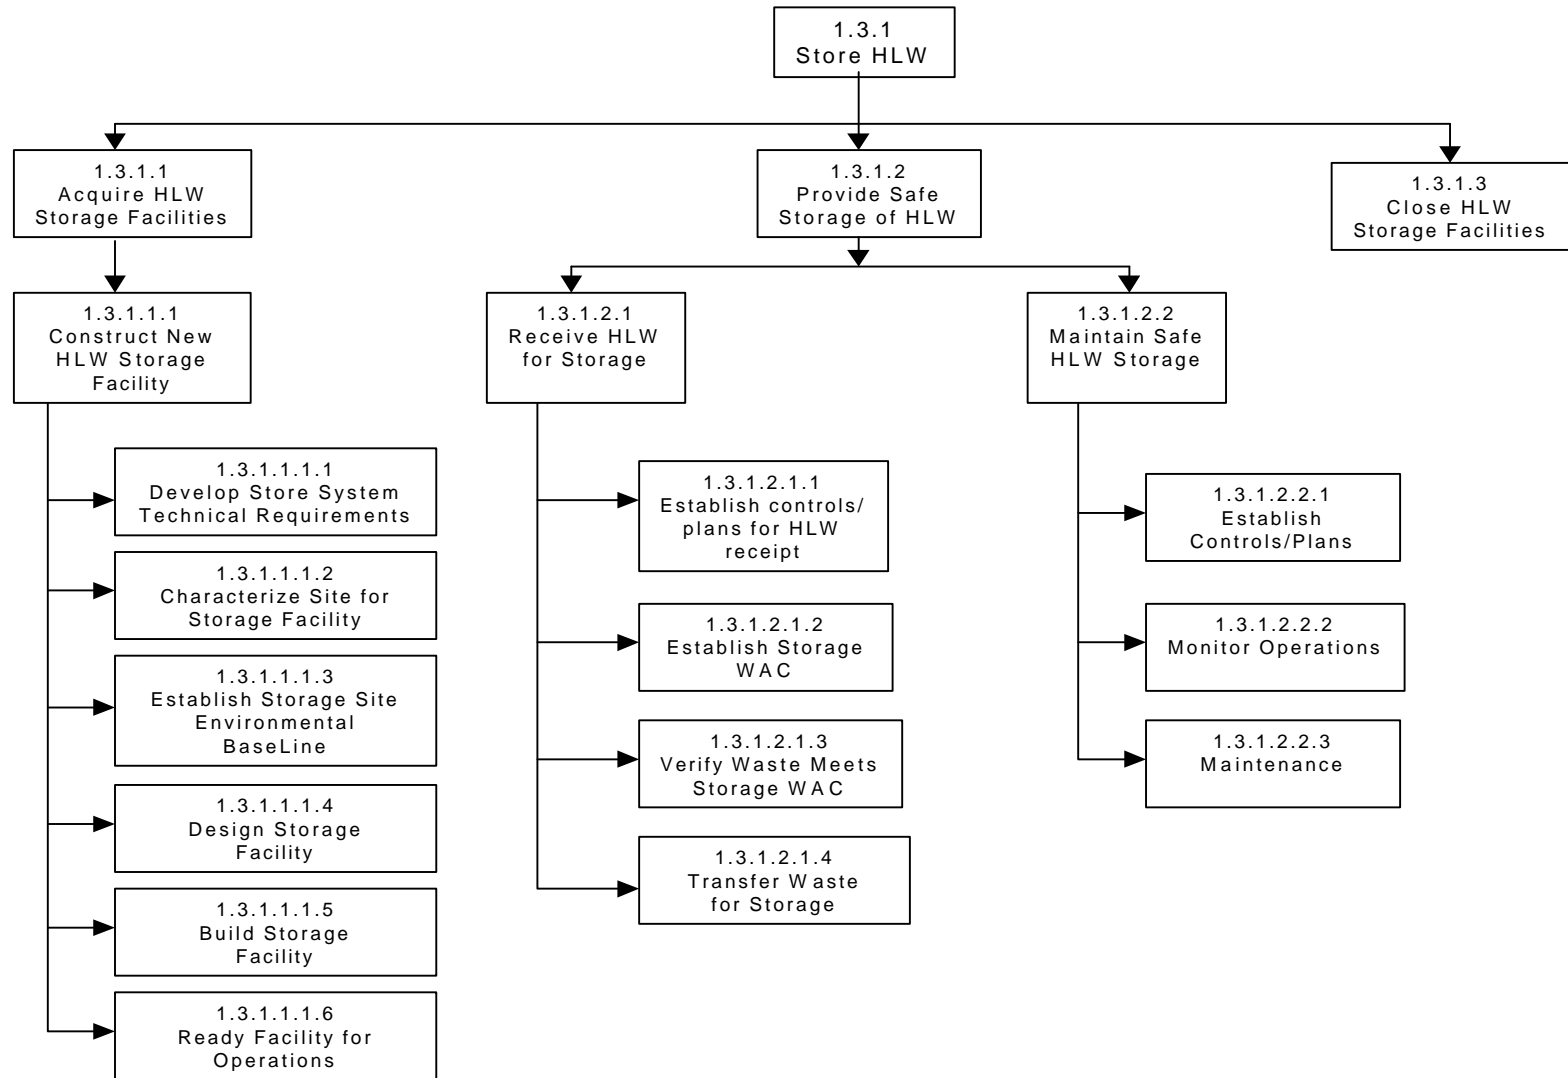 1.3.1
Store HLW
1.3.1.1
Acquire HLW
Storage Facilities
1.3.1.2
Provide Safe
Storage of HLW
1.3.1.3
Close HLW
Storage Facilities
1.3.1.1.1
Construct New
HLW Storage
Facility
1.3.1.2.1
Receive HLW
for Storage
1.3.1.2.2
Maintain Safe
HLW Storage
1.3.1.1.1.1
Develop Store System
Technical Requirements
1.3.1.1.1.2
Characterize Site for
Storage Facility
1.3.1.1.1.3
Establish Storage Site
Environmental
BaseLine
1.3.1.1.1.4
Design Storage
Facility
1.3.1.1.1.5
Build Storage
Facility
1.3.1.1.1.6
Ready Facility for
Operations
1.3.1.2.1.1
Establish controls/
plans for HLW
receipt
1.3.1.2.1.2
Establish Storage
WAC
1.3.1.2.1.3
Verify Waste Meets
Storage WAC
1.3.1.2.1.4
Transfer Waste
for Storage
1.3.1.2.2.1
Establish
Controls/Plans
1.3.1.2.2.2
Monitor Operations
1.3.1.2.2.3
Maintenance